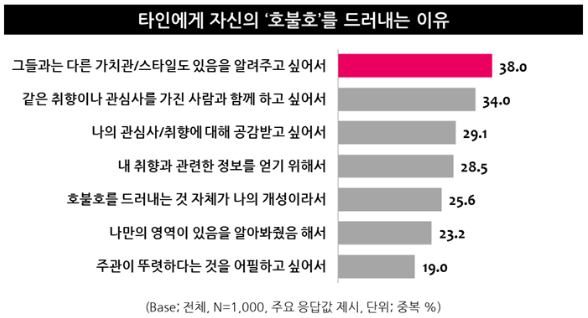 타인에게 자신의 ‘호불호’를 드러내는 이유
그들과는 다른 가치관/스타일도 있음을 알려주고 싶어서 38.0
같은 취향이나 관심사를 가진 사람과 함께 하고 싶어서 34.0
나의 관심사/취향에 대해 공감받고 싶어서 29.1
내 취향과 관련한 정보를 얻기 위해서 28.5
호불호를 드러내는 것 자체가 나의 개성이라서 25.6
나만의 영역이 있음을 알아봐줬음 해서 23.2
주관이 뚜렷하다는 것을 어필하고 싶어서 19.0
(Base; 전체, N=1,000, 주요 응답값 제시, 단위; 중복 %)